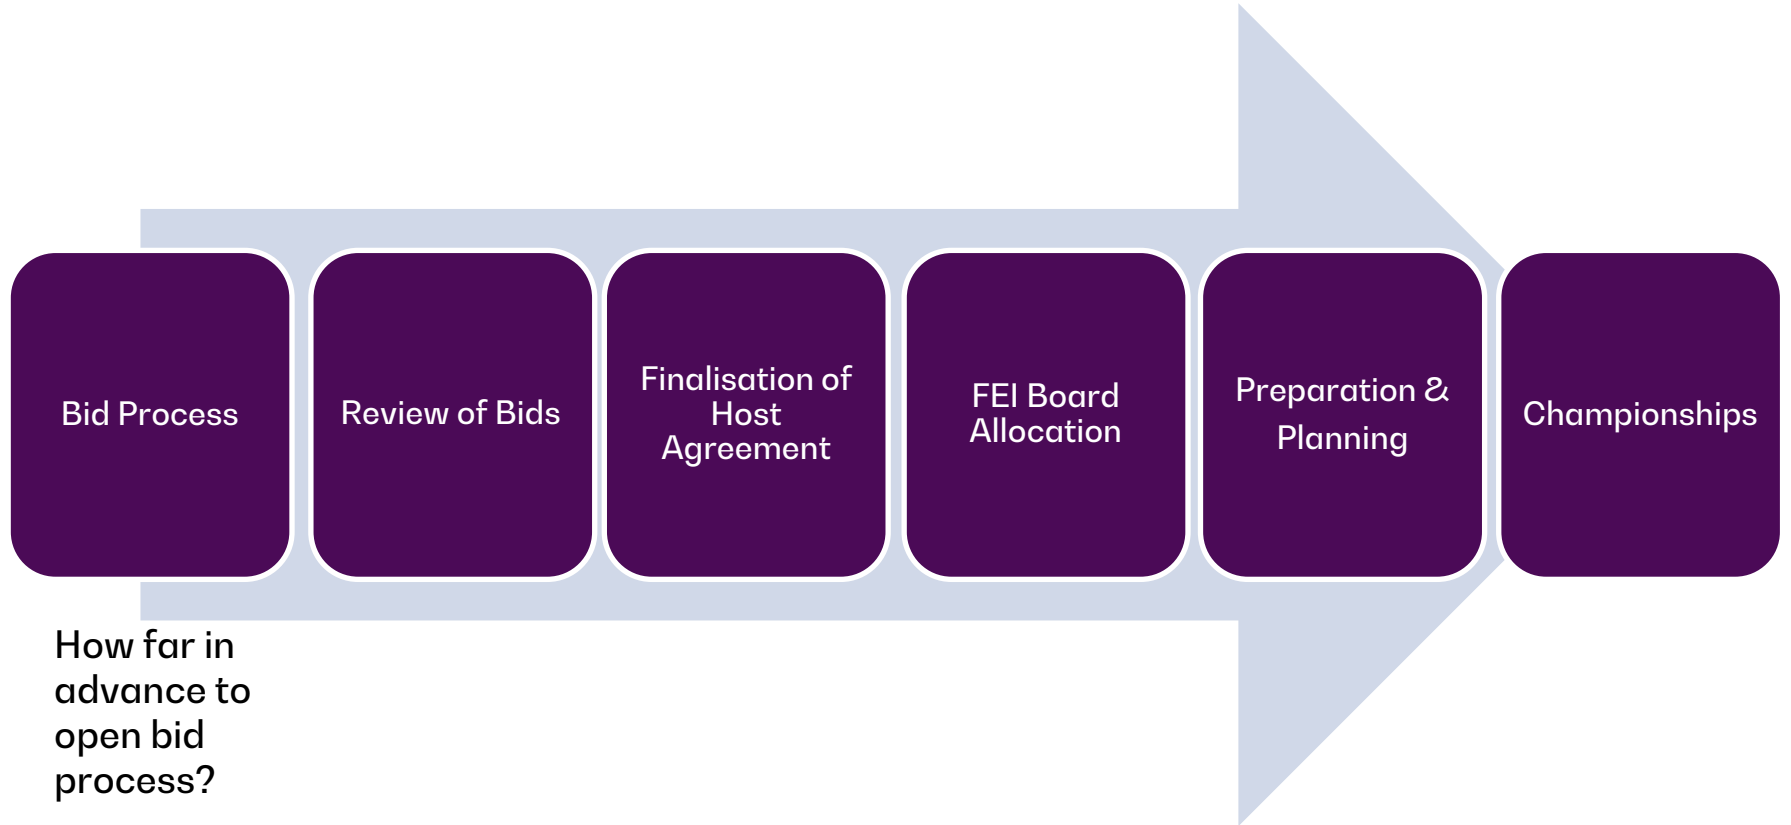 Bid Process
Review of Bids
Finalisation of
Host
Agreement
FEI Board
Allocation
Preparation &
Planning
Championships
How far in
advance to
open bid
process?